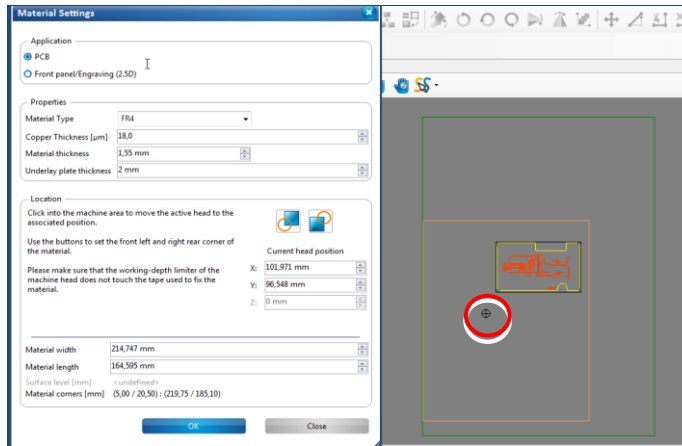 Material Settings
Application
PCB
Front panel/Engraving (2.5D)
Properties
Material Type FR4
Copper Thickness [µm] 18,0
Material thickness 1,55 mm
Underlay plate thickness 2 mm
Location
Click into the machine area to move the active head to the
associated position.
Use the buttons to set the front left and right rear corner of
the material.
Please make sure that the working-depth limiter of the
machine head does not touch the tape used to fix the
material.
Current head position
X: 101,971 mm
Y: 96,548 mm
Z: 0 mm
Material width 214,747 mm
Material length 164,595 mm
Surface level [mm] <undefined>
Material corners [mm] (5,00 / 20,50) : (219,75 / 185,10)
OK Close